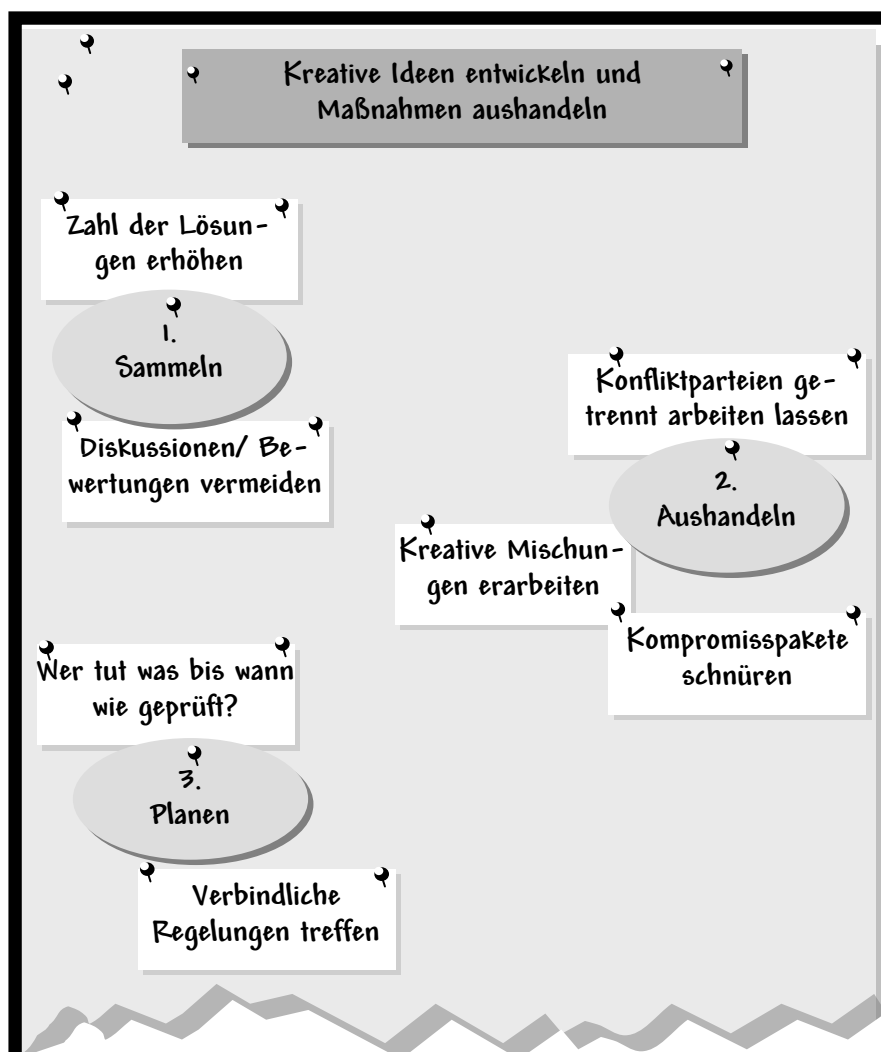 Kreative Ideen entwickeln und
Maßnahmen aushandeln
Zahl der Lösun-
gen erhöhen
1.
Sammeln
Diskussionen/ Be-
wertungen vermeiden
Konfliktparteien ge-
trennt arbeiten lassen
2.
Aushandeln
Kreative Mischun-
gen erarbeiten
Kompromisspakete
schnüren
Wer tut was bis wann
wie geprüft?
3.
Planen
Verbindliche
Regelungen treffen